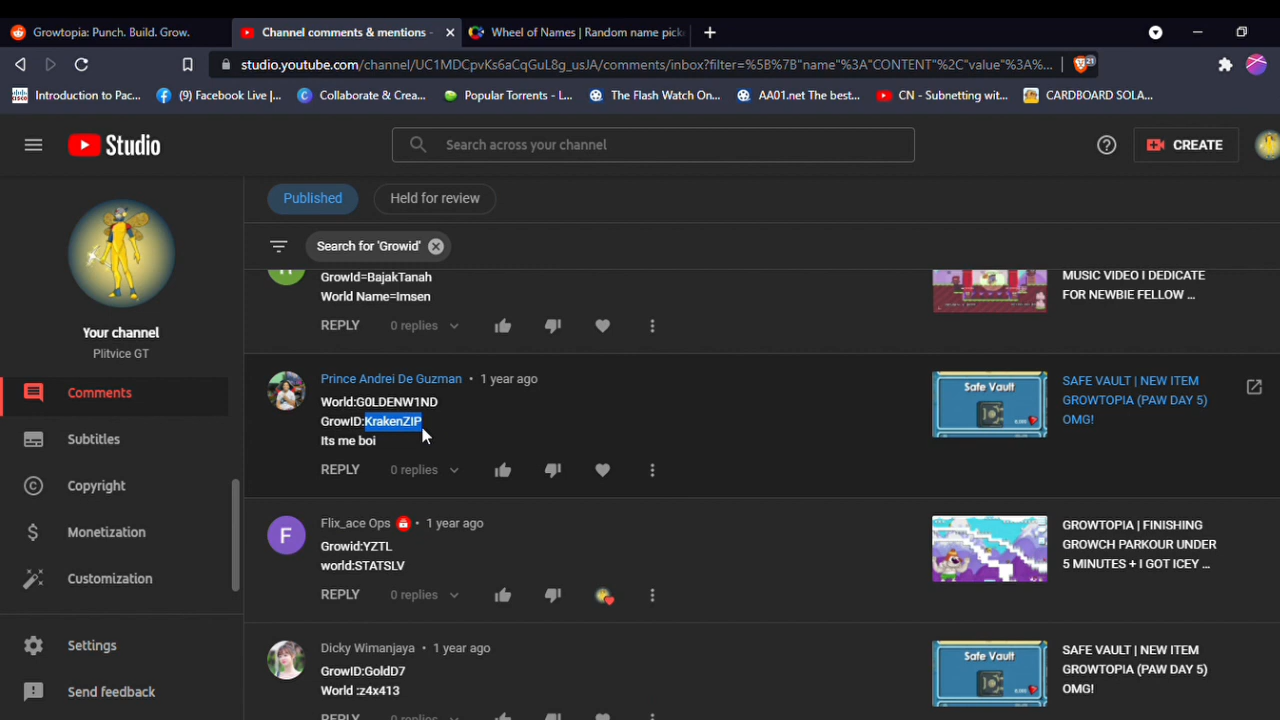 Growtopia: Punch. Build. Grow.
Channel comments & mentions -
Wheel of Names | Random name pick
studio.youtube.com/channel/UC1MDCpvKs6aCqGuL8g_usJA/comments/inbox?filter=%5B%7B"name"%3A"CONTENT"%2C"value"%3A%...
21
Introduction to Pac...
(9) Facebook Live |...
Collaborate & Crea...
Popular Torrents - L...
The Flash Watch On...
AA01.net The best...
CN - Subnetting wit...
CARDBOARD SOLA...
Studio
Search across your channel
CREATE
Your channel
Plitvice GT
Comments
Subtitles
Copyright
Monetization
Customization
Settings
Send feedback
Published
Held for review
Search for 'Growid'
GrowId=BajakTanah
World Name=Imsen
REPLY
0 replies
MUSIC VIDEO I DEDICATE
FOR NEWBIE FELLOW ...
Prince Andrei De Guzman • 1 year ago
World:G0LDENW1ND
GrowID:KrakenZIP
Its me boi
REPLY
0 replies
Safe Vault
SAFE VAULT | NEW ITEM
GROWTOPIA (PAW DAY 5)
OMG!
F
Flix_ace Ops • 1 year ago
Growid:YZTL
world:STATSLV
REPLY
0 replies
GROWTOPIA | FINISHING
GROWCH PARKOUR UNDER
5 MINUTES + I GOT ICEY ...
Dicky Wimanjaya • 1 year ago
GrowID:GoldD7
World :z4x413
REPLY
0 replies
Safe Vault
SAFE VAULT | NEW ITEM
GROWTOPIA (PAW DAY 5)
OMG!